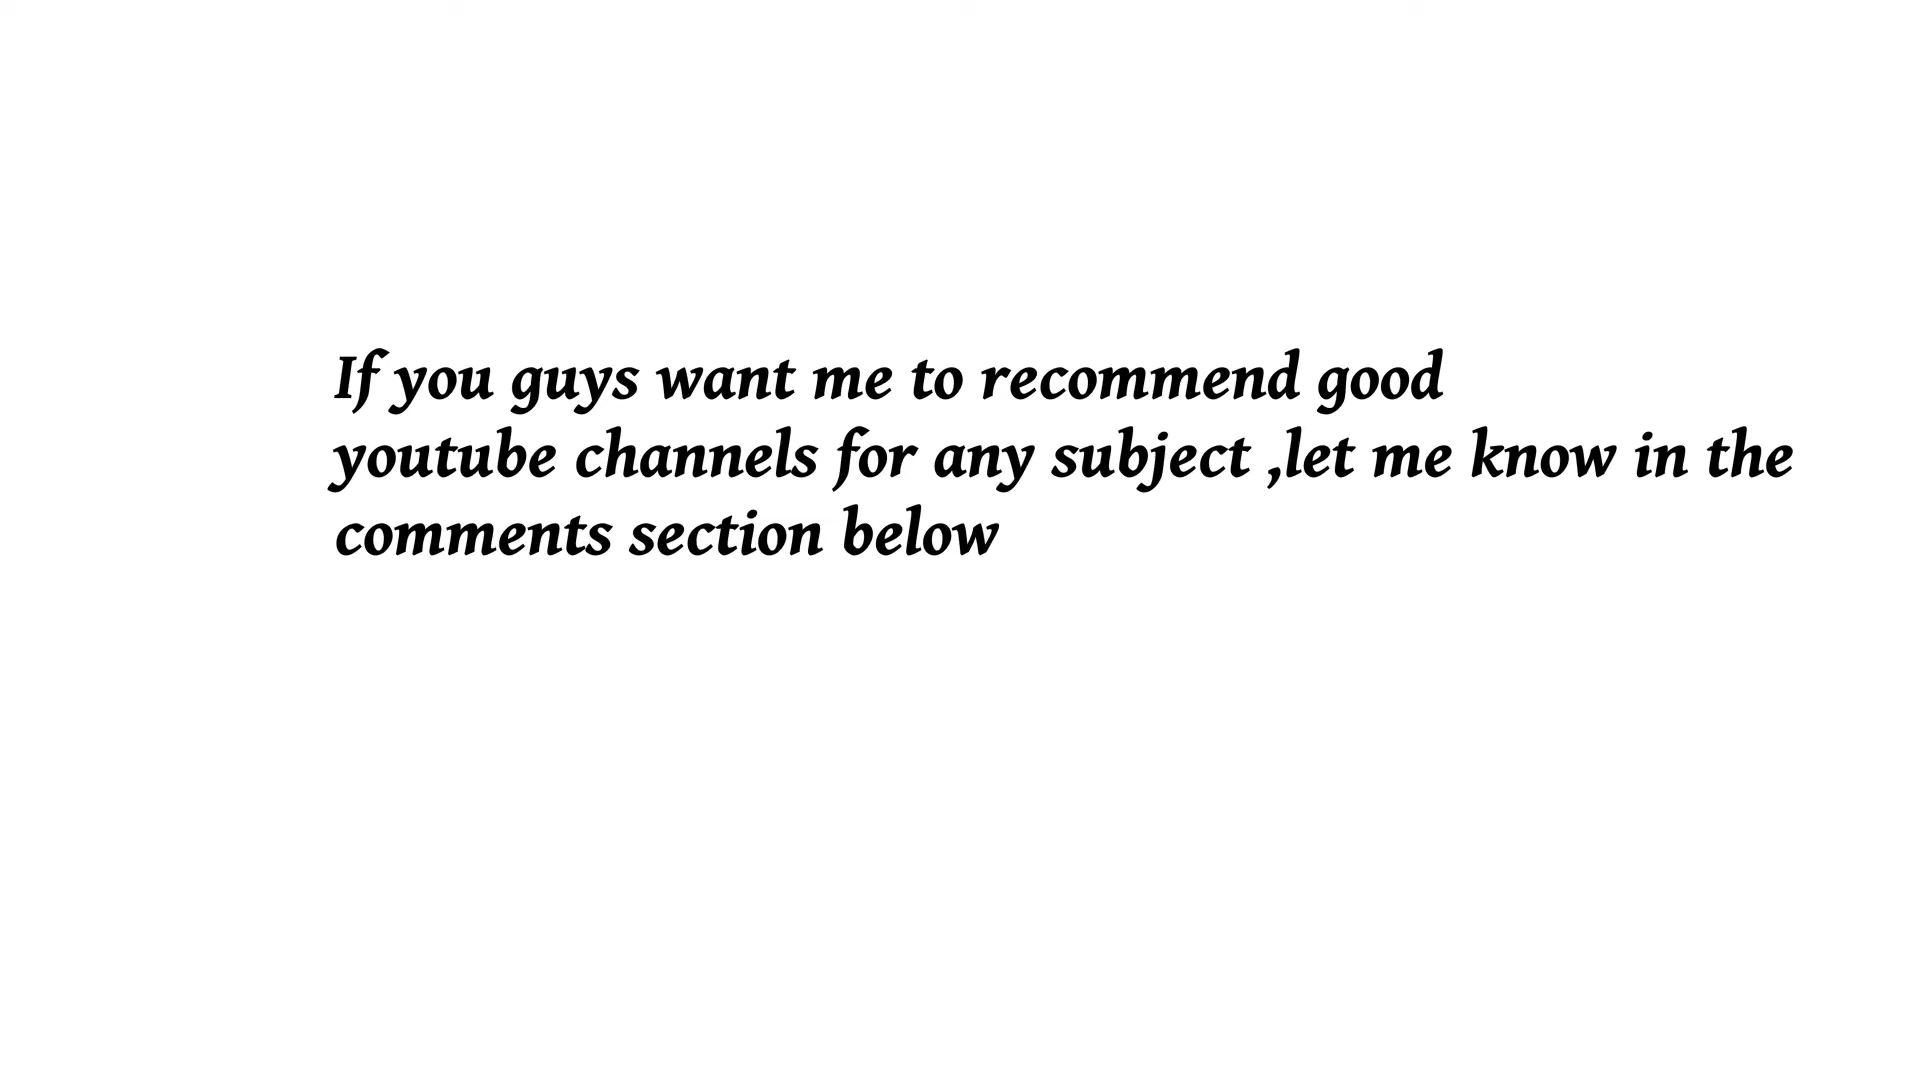 If you guys want me to recommend good
youtube channels for any subject ,let me know in the
comments section below